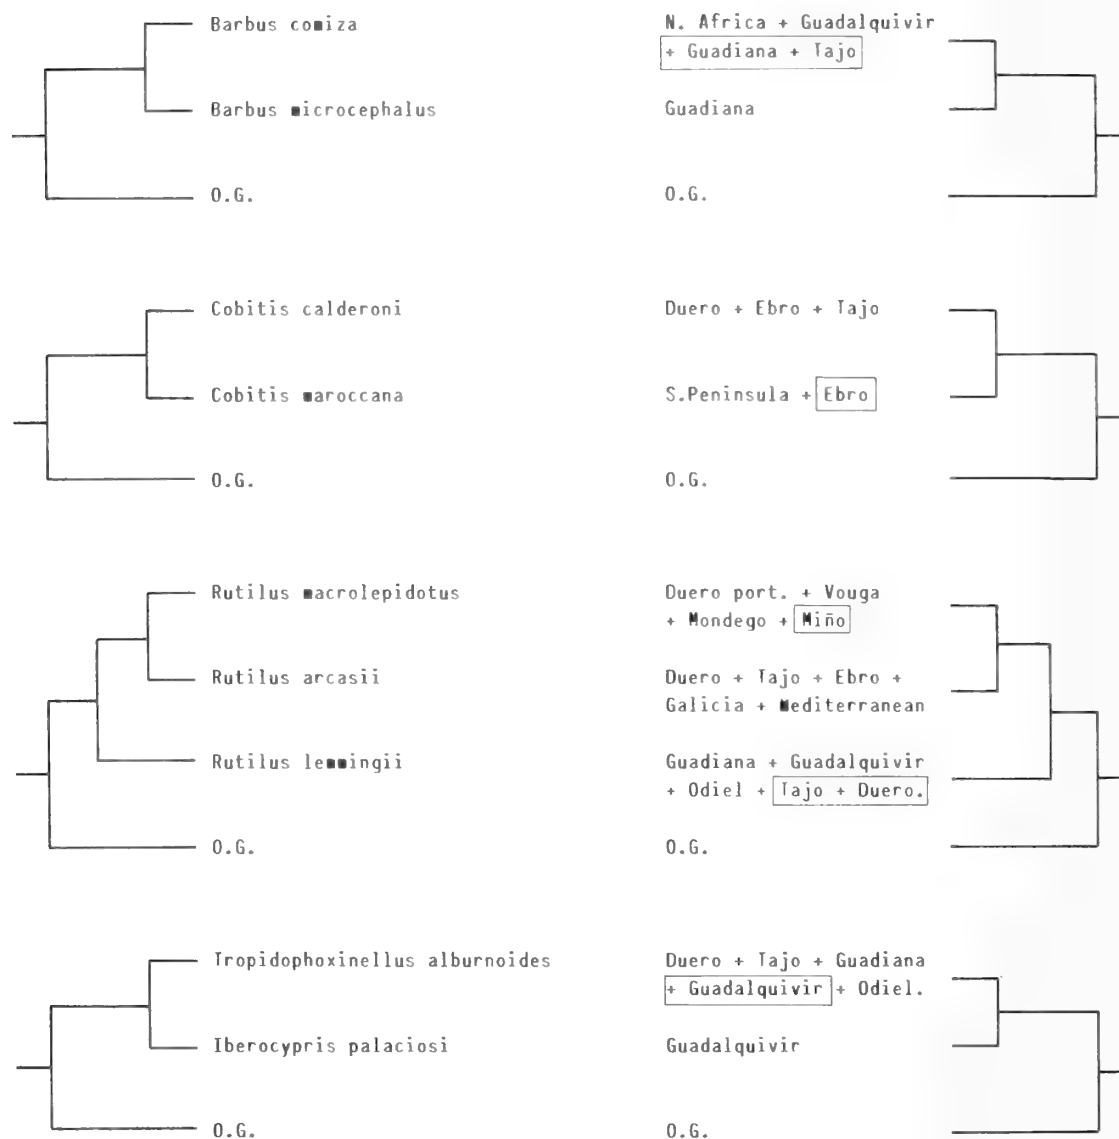 Barbus comiza
N. Africa + Guadalquivir
+ Guadiana + Tajo
Barbus microcephalus
Guadiana
O.G.
O.G.
Cobitis calderoni
Duero + Ebro + Tajo
Cobitis maroccana
S.Peninsula + Ebro
O.G.
O.G.
Rutilus macrolepidotus
Duero port. + Vouga
+ Mondego + Miño
Rutilus arcasii
Duero + Tajo + Ebro +
Galicia + Mediterranean
Rutilus lemmingii
Guadiana + Guadalquivir
+ Odiel + Tajo + Duero.
O.G.
O.G.
Tropidophoxinellus alburnoides
Duero + Tajo + Guadiana
+ Guadalquivir + Odiel.
Iberocypris palaciosi
Guadalquivir
O.G.
O.G.